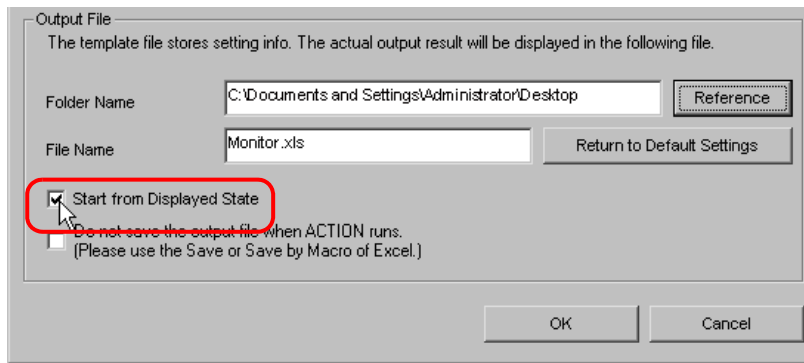 Output File
The template file stores setting info. The actual output result will be displayed in the following file.
Folder Name
C:\Documents and Settings\Administrator\Desktop
Reference
File Name
Monitor.xls
Return to Default Settings
Start from Displayed State
Do not save the output file when ACTION runs.
(Please use the Save or Save by Macro of Excel.)
OK
Cancel